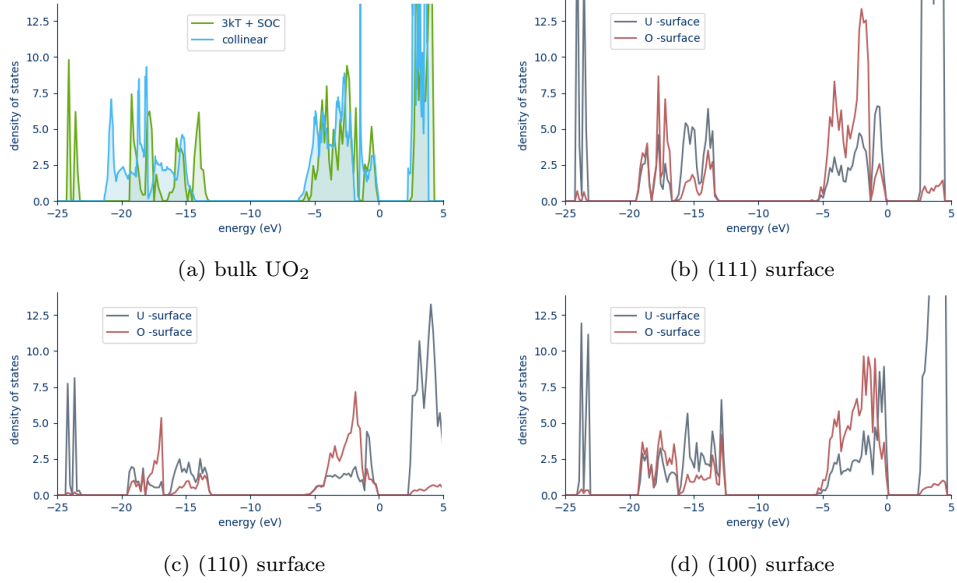 12.5
10.0
7.5
5.0
2.5
0.0
density of states
3kT + SOC
collinear
−25 −20 −15 −10 −5 0 5
energy (eV)
(a) bulk UO₂
12.5
10.0
7.5
5.0
2.5
0.0
density of states
U -surface
O -surface
−25 −20 −15 −10 −5 0 5
energy (eV)
(b) (111) surface
12.5
10.0
7.5
5.0
2.5
0.0
density of states
U -surface
O -surface
−25 −20 −15 −10 −5 0 5
energy (eV)
(c) (110) surface
12.5
10.0
7.5
5.0
2.5
0.0
density of states
U -surface
O -surface
−25 −20 −15 −10 −5 0 5
energy (eV)
(d) (100) surface